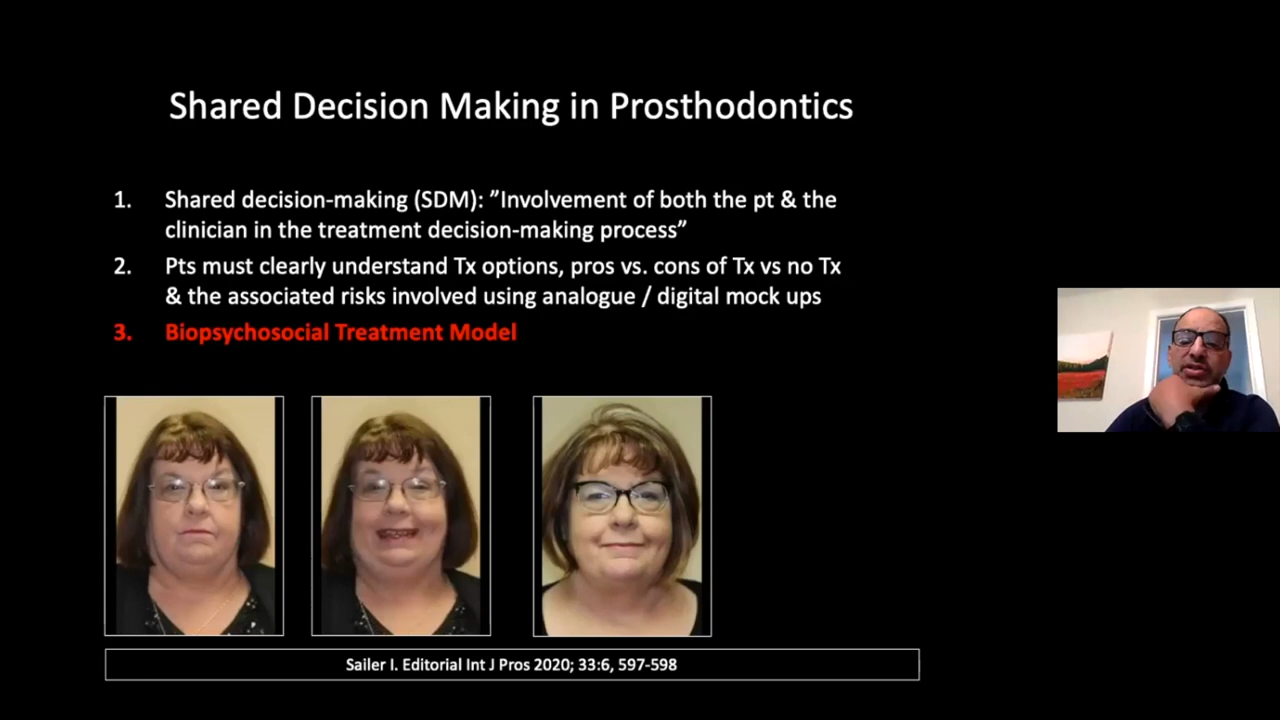 Shared Decision Making in Prosthodontics
1. Shared decision-making (SDM): ”Involvement of both the pt & the
clinician in the treatment decision-making process”
2. Pts must clearly understand Tx options, pros vs. cons of Tx vs no Tx
& the associated risks involved using analogue / digital mock ups
3. Biopsychosocial Treatment Model
Sailer I. Editorial Int J Pros 2020; 33:6, 597-598